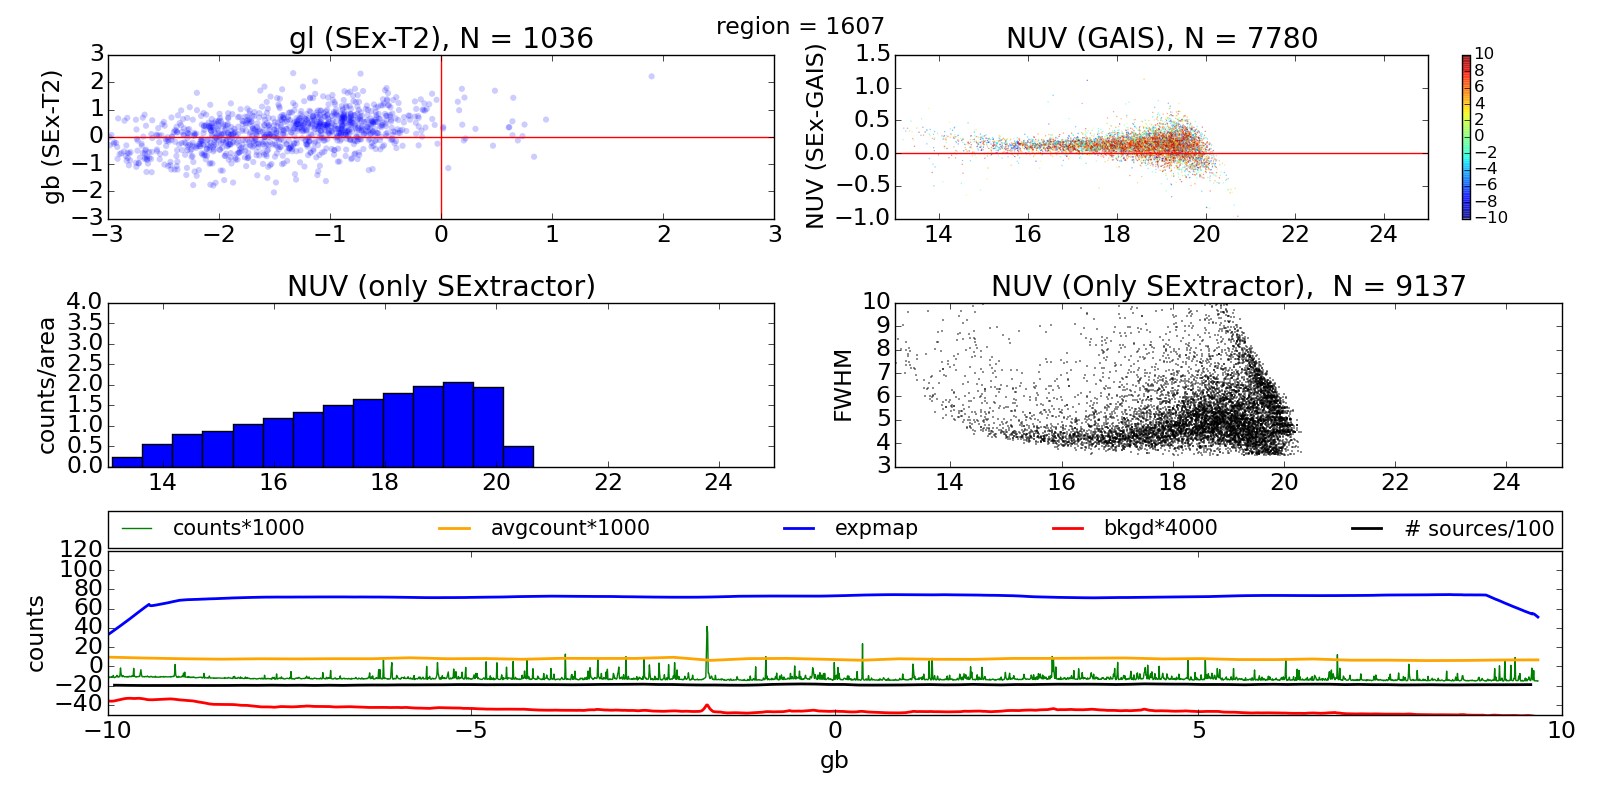 region = 1607
gl (SEx-T2), N = 1036
gb (SEx-T2)
3
2
1
0
−1
−2
−3
−3 −2 −1 0 1 2 3
NUV (GAIS), N = 7780
NUV (SEx-GAIS)
1.5
1.0
0.5
0.0
−0.5
−1.0
14 16 18 20 22 24
10
8
6
4
2
0
−2
−4
−6
−8
−10
NUV (only SExtractor)
counts/area
4.0
3.5
3.0
2.5
2.0
1.5
1.0
0.5
0.0
14 16 18 20 22 24
NUV (Only SExtractor), N = 9137
FWHM
10
9
8
7
6
5
4
3
14 16 18 20 22 24
counts*1000 avgcount*1000 expmap bkgd*4000 # sources/100
counts
120
100
80
60
40
20
0
−20
−40
−10 −5 0 5 10
gb